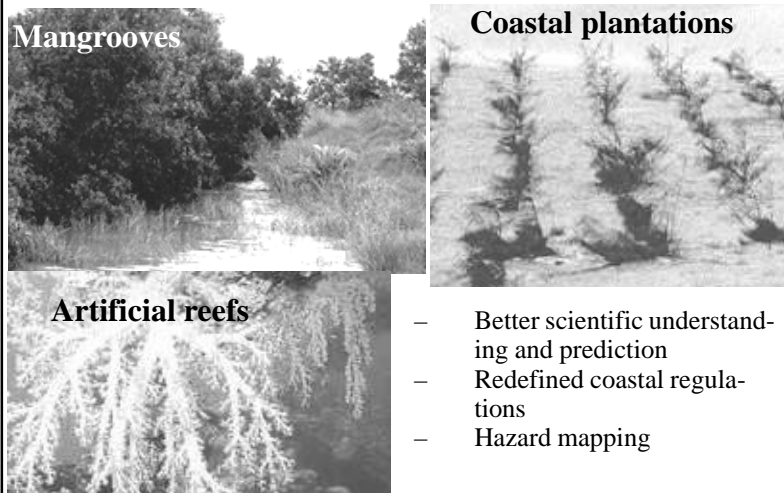 Mangrooves
Coastal plantations
Artificial reefs
– Better scientific understand-
ing and prediction
– Redefined coastal regula-
tions
– Hazard mapping